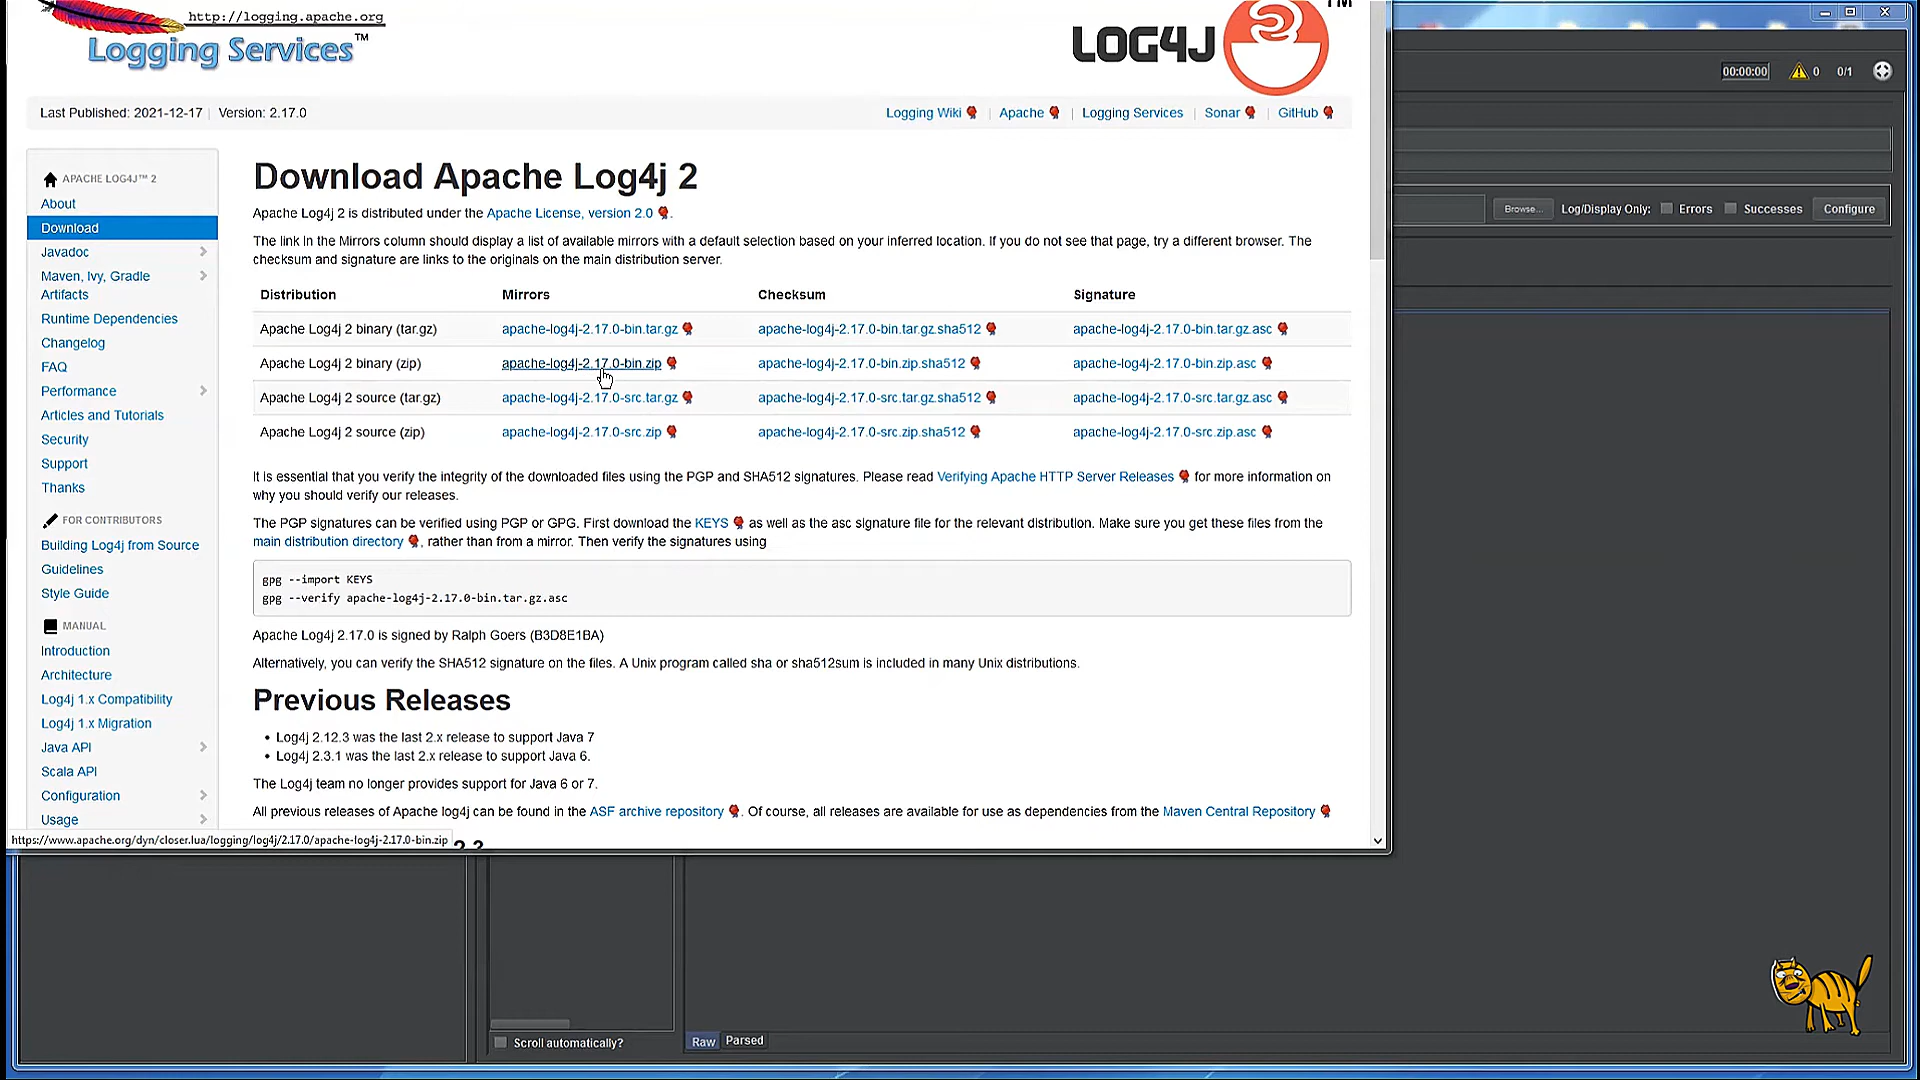 http://logging.apache.org
Logging Services™
TM
LOG4J
2
Last Published: 2021-12-17 | Version: 2.17.0
Logging Wiki | Apache | Logging Services | Sonar | GitHub
APACHE LOG4J™ 2
About
Download
Javadoc
Maven, Ivy, Gradle
Artifacts
Runtime Dependencies
Changelog
FAQ
Performance
Articles and Tutorials
Security
Support
Thanks
FOR CONTRIBUTORS
Building Log4j from Source
Guidelines
Style Guide
MANUAL
Introduction
Architecture
Log4j 1.x Compatibility
Log4j 1.x Migration
Java API
Scala API
Configuration
Usage
Download Apache Log4j 2
Apache Log4j 2 is distributed under the Apache License, version 2.0 .
The link in the Mirrors column should display a list of available mirrors with a default selection based on your inferred location. If you do not see that page, try a different browser. The
checksum and signature are links to the originals on the main distribution server.
Distribution Mirrors Checksum Signature
Apache Log4j 2 binary (tar.gz) apache-log4j-2.17.0-bin.tar.gz apache-log4j-2.17.0-bin.tar.gz.sha512 apache-log4j-2.17.0-bin.tar.gz.asc
Apache Log4j 2 binary (zip) apache-log4j-2.17.0-bin.zip apache-log4j-2.17.0-bin.zip.sha512 apache-log4j-2.17.0-bin.zip.asc
Apache Log4j 2 source (tar.gz) apache-log4j-2.17.0-src.tar.gz apache-log4j-2.17.0-src.tar.gz.sha512 apache-log4j-2.17.0-src.tar.gz.asc
Apache Log4j 2 source (zip) apache-log4j-2.17.0-src.zip apache-log4j-2.17.0-src.zip.sha512 apache-log4j-2.17.0-src.zip.asc
It is essential that you verify the integrity of the downloaded files using the PGP and SHA512 signatures. Please read Verifying Apache HTTP Server Releases for more information on
why you should verify our releases.
The PGP signatures can be verified using PGP or GPG. First download the KEYS as well as the asc signature file for the relevant distribution. Make sure you get these files from the
main distribution directory , rather than from a mirror. Then verify the signatures using
gpg --import KEYS
gpg --verify apache-log4j-2.17.0-bin.tar.gz.asc
Apache Log4j 2.17.0 is signed by Ralph Goers (B3D8E1BA)
Alternatively, you can verify the SHA512 signature on the files. A Unix program called sha or sha512sum is included in many Unix distributions.
Previous Releases
• Log4j 2.12.3 was the last 2.x release to support Java 7
• Log4j 2.3.1 was the last 2.x release to support Java 6.
The Log4j team no longer provides support for Java 6 or 7.
All previous releases of Apache log4j can be found in the ASF archive repository . Of course, all releases are available for use as dependencies from the Maven Central Repository
https://www.apache.org/dyn/closer.lua/logging/log4j/2.17.0/apache-log4j-2.17.0-bin.zip
00:00:00 0 0/1
Browse... Log/Display Only: Errors Successes Configure
Scroll automatically?
Raw Parsed